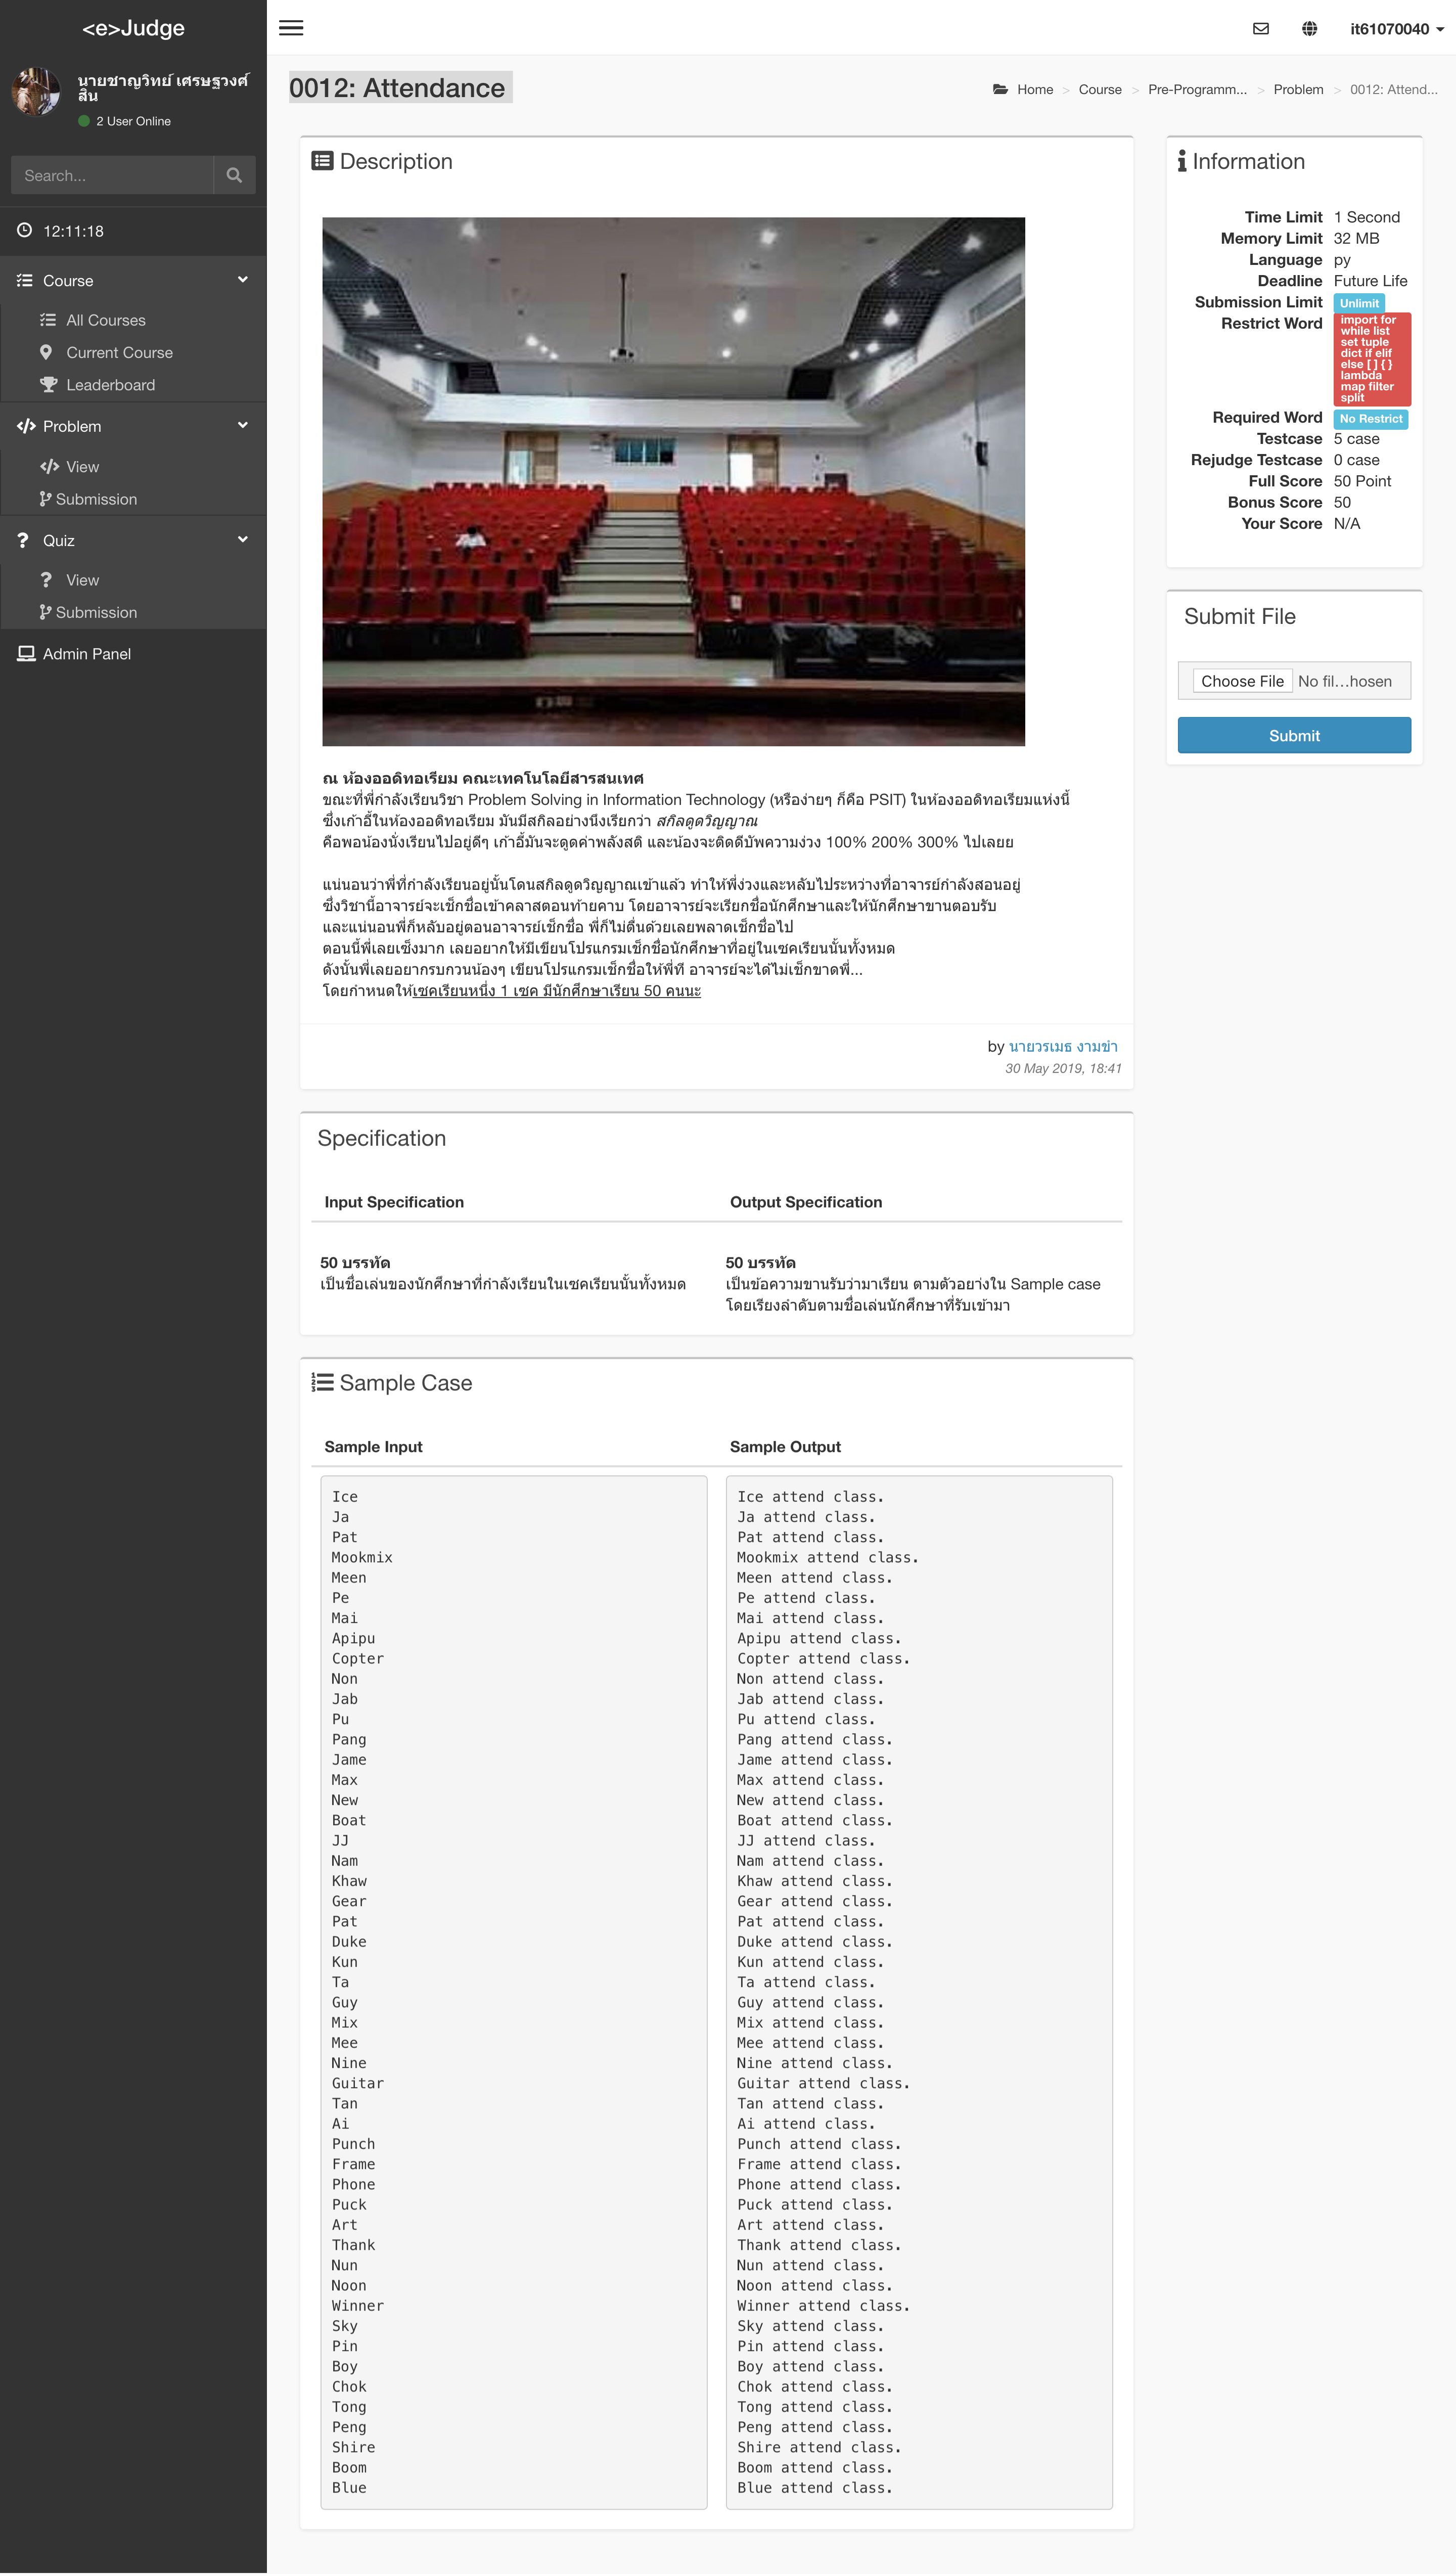 <e>Judge
it61070040
นายชาญวิทย์ เศรษฐวงศ์
สิน
2 User Online
Search...
12:11:18
Course
All Courses
Current Course
Leaderboard
Problem
View
Submission
Quiz
View
Submission
Admin Panel
0012: Attendance
Home > Course > Pre-Programm... > Problem > 0012: Attend...
Description
ณ ห้องออดิทอเรียม คณะเทคโนโลยีสารสนเทศ
ขณะที่พี่กำลังเรียนวิชา Problem Solving in Information Technology (หรือง่ายๆ ก็คือ PSIT) ในห้องออดิทอเรียมแห่งนี้
ซึ่งเก้าอี้ในห้องออดิทอเรียม มันมีสกิลอย่างนึงเรียกว่า สกิลดูดวิญญาณ
คือพอน้องนั่งเรียนไปอยู่ดีๆ เก้าอี้มันจะดูดค่าพลังสติ และน้องจะติดดีบัพความง่วง 100% 200% 300% ไปเลยย
แน่นอนว่าพี่ที่กำลังเรียนอยู่นั้นโดนสกิลดูดวิญญาณเข้าแล้ว ทำให้พี่ง่วงและหลับไประหว่างที่อาจารย์กำลังสอนอยู่
ซึ่งวิชานี้อาจารย์จะเช็กชื่อเข้าคลาสตอนท้ายคาบ โดยอาจารย์จะเรียกชื่อนักศึกษาและให้นักศึกษาขานตอบรับ
และแน่นอนพี่ก็หลับอยู่ตอนอาจารย์เช็กชื่อ พี่ก็ไม่ตื่นด้วยเลยพลาดเช็กชื่อไป
ตอนนี้พี่เลยเซ็งมาก เลยอยากให้มีเขียนโปรแกรมเช็กชื่อนักศึกษาที่อยู่ในเซคเรียนนั้นทั้งหมด
ดังนั้นพี่เลยอยากรบกวนน้องๆ เขียนโปรแกรมเช็กชื่อให้พี่ที อาจารย์จะได้ไม่เช็กขาดพี่...
โดยกำหนดให้เซคเรียนหนึ่ง 1 เซค มีนักศึกษาเรียน 50 คนนะ
by นายวรเมธ งามขำ
30 May 2019, 18:41
Information
Time Limit 1 Second
Memory Limit 32 MB
Language py
Deadline Future Life
Submission Limit Unlimit
Restrict Word import for
while list
set tuple
dict if elif
else [ ] { }
lambda
map filter
split
Required Word No Restrict
Testcase 5 case
Rejudge Testcase 0 case
Full Score 50 Point
Bonus Score 50
Your Score N/A
Submit File
Choose File No fil...hosen
Submit
Specification
Input Specification
50 บรรทัด
เป็นชื่อเล่นของนักศึกษาที่กำลังเรียนในเซคเรียนนั้นทั้งหมด
Output Specification
50 บรรทัด
เป็นข้อความขานรับว่ามาเรียน ตามตัวอย่างใน Sample case
โดยเรียงลำดับตามชื่อเล่นนักศึกษาที่รับเข้ามา
Sample Case
Sample Input
Ice
Ja
Pat
Mookmix
Meen
Pe
Mai
Apipu
Copter
Non
Jab
Pu
Pang
Jame
Max
New
Boat
JJ
Nam
Khaw
Gear
Pat
Duke
Kun
Ta
Guy
Mix
Mee
Nine
Guitar
Tan
Ai
Punch
Frame
Phone
Puck
Art
Thank
Nun
Noon
Winner
Sky
Pin
Boy
Chok
Tong
Peng
Shire
Boom
Blue
Sample Output
Ice attend class.
Ja attend class.
Pat attend class.
Mookmix attend class.
Meen attend class.
Pe attend class.
Mai attend class.
Apipu attend class.
Copter attend class.
Non attend class.
Jab attend class.
Pu attend class.
Pang attend class.
Jame attend class.
Max attend class.
New attend class.
Boat attend class.
JJ attend class.
Nam attend class.
Khaw attend class.
Gear attend class.
Pat attend class.
Duke attend class.
Kun attend class.
Ta attend class.
Guy attend class.
Mix attend class.
Mee attend class.
Nine attend class.
Guitar attend class.
Tan attend class.
Ai attend class.
Punch attend class.
Frame attend class.
Phone attend class.
Puck attend class.
Art attend class.
Thank attend class.
Nun attend class.
Noon attend class.
Winner attend class.
Sky attend class.
Pin attend class.
Boy attend class.
Chok attend class.
Tong attend class.
Peng attend class.
Shire attend class.
Boom attend class.
Blue attend class.